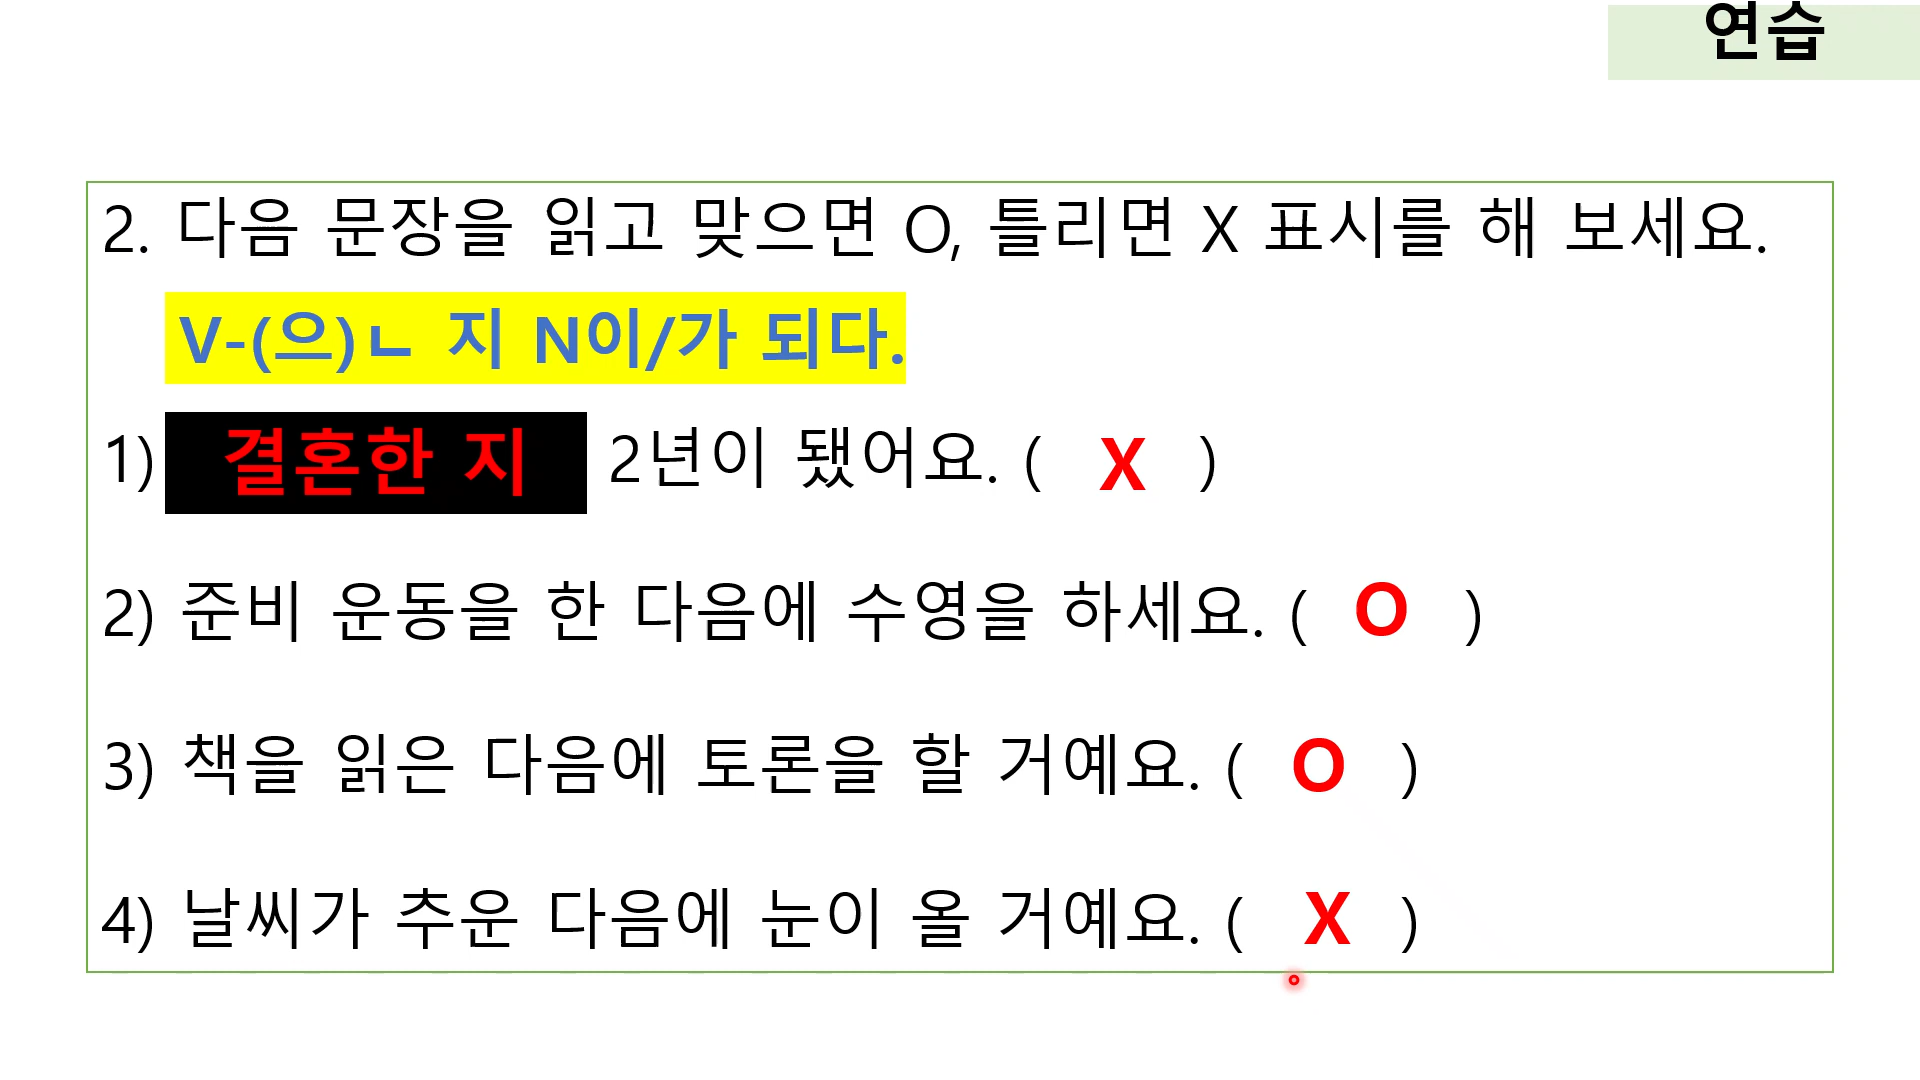 연습
2. 다음 문장을 읽고 맞으면 O, 틀리면 X 표시를 해 보세요.
V-(으)ㄴ 지 N이/가 되다.
1) 결혼한 지 2년이 됐어요. ( X )
2) 준비 운동을 한 다음에 수영을 하세요. ( O )
3) 책을 읽은 다음에 토론을 할 거예요. ( O )
4) 날씨가 추운 다음에 눈이 올 거예요. ( X )